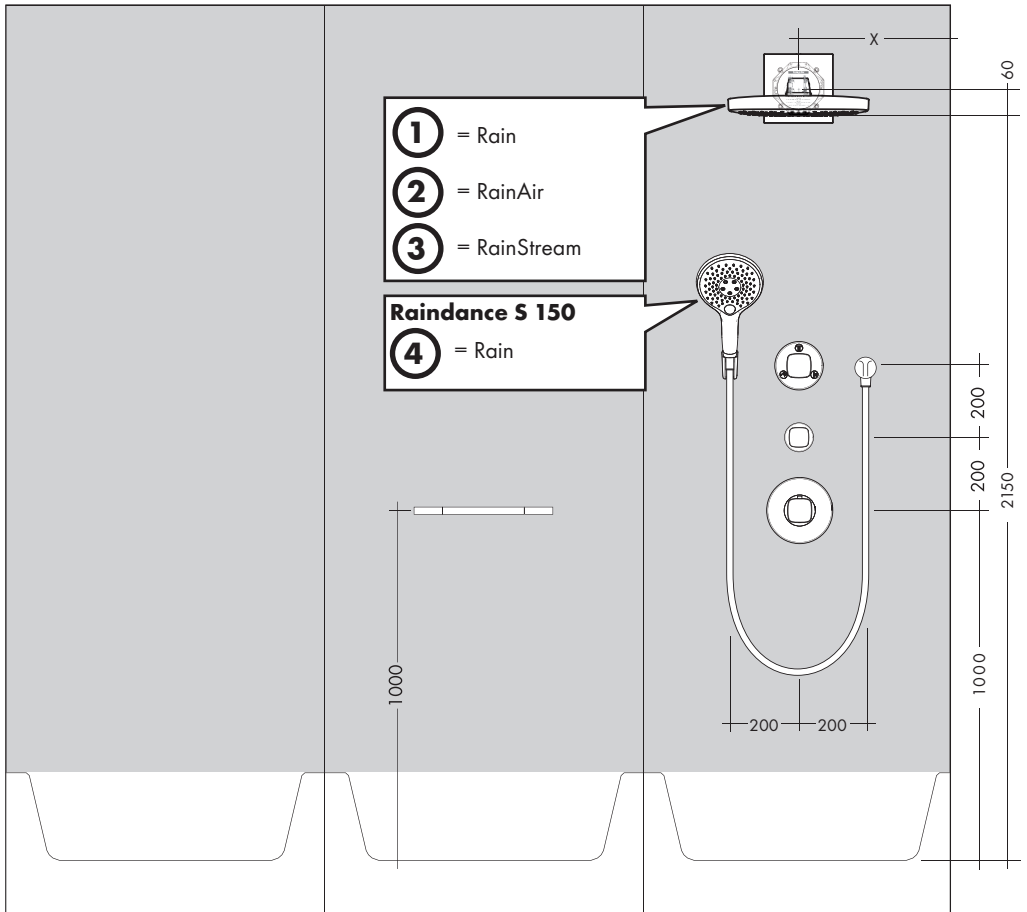 X
60
1 = Rain
2 = RainAir
3 = RainStream
Raindance S 150
4 = Rain
200
200
2150
1000
1000
200 200